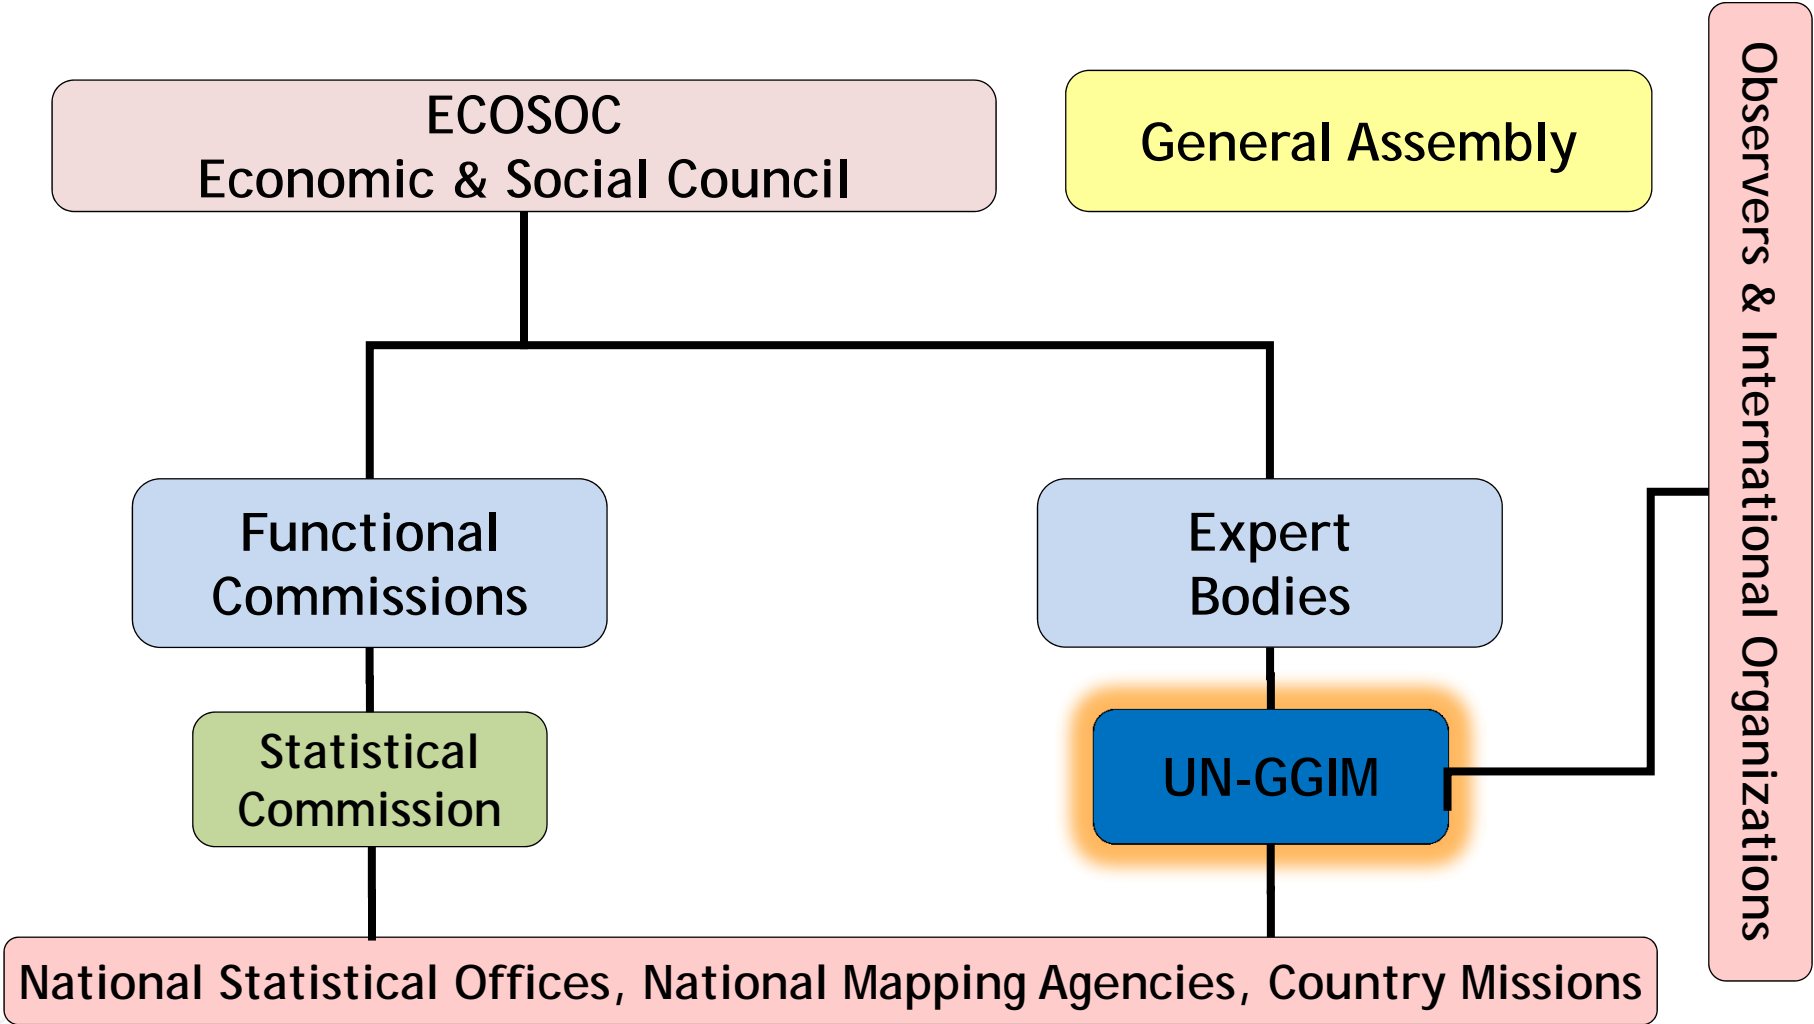 ECOSOC
Economic & Social Council
General Assembly
Observers & International Organizations
Functional
Commissions
Expert
Bodies
Statistical
Commission
UN-GGIM
National Statistical Offices, National Mapping Agencies, Country Missions